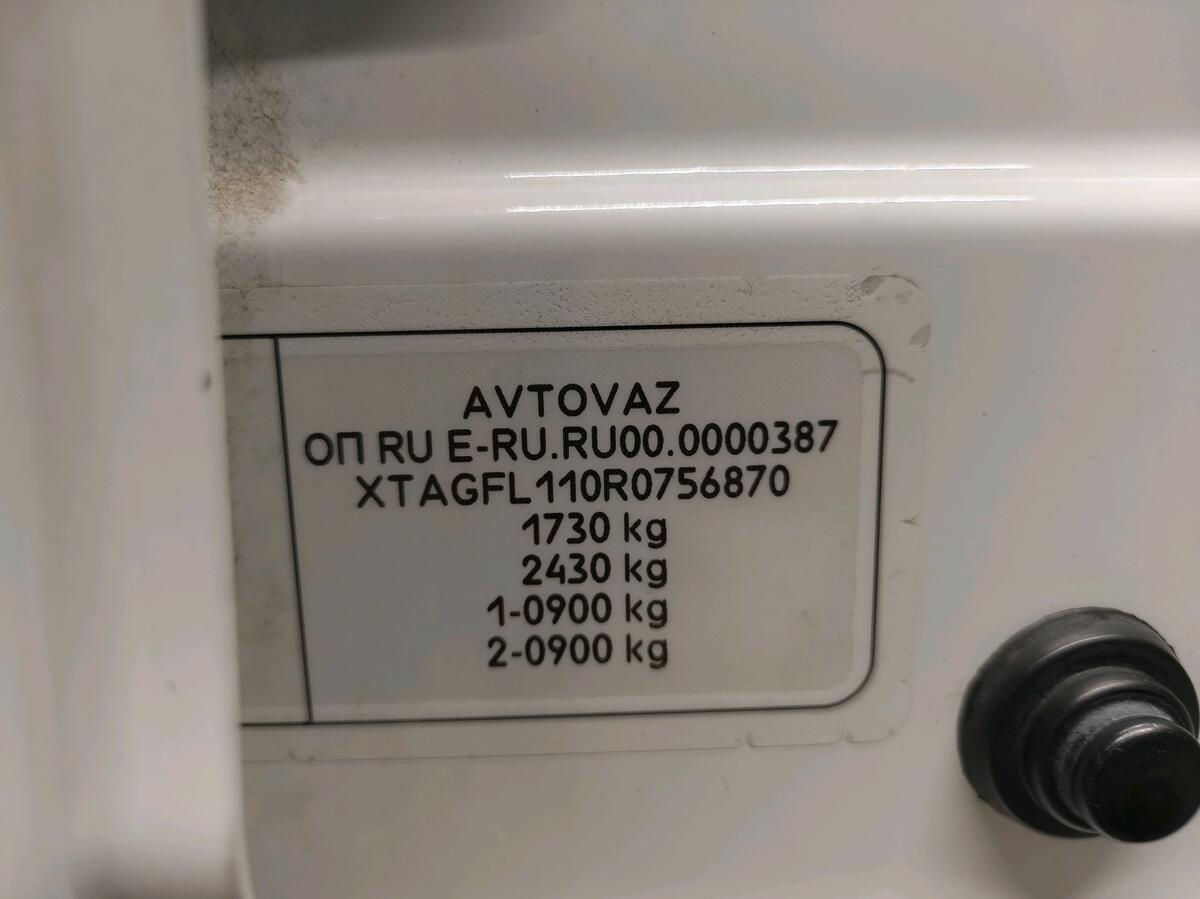 AVTOVAZ
ОП RU E-RU.RU00.0000387
XTAGFL110R0756870
1730 kg
2430 kg
1-0900 kg
2-0900 kg